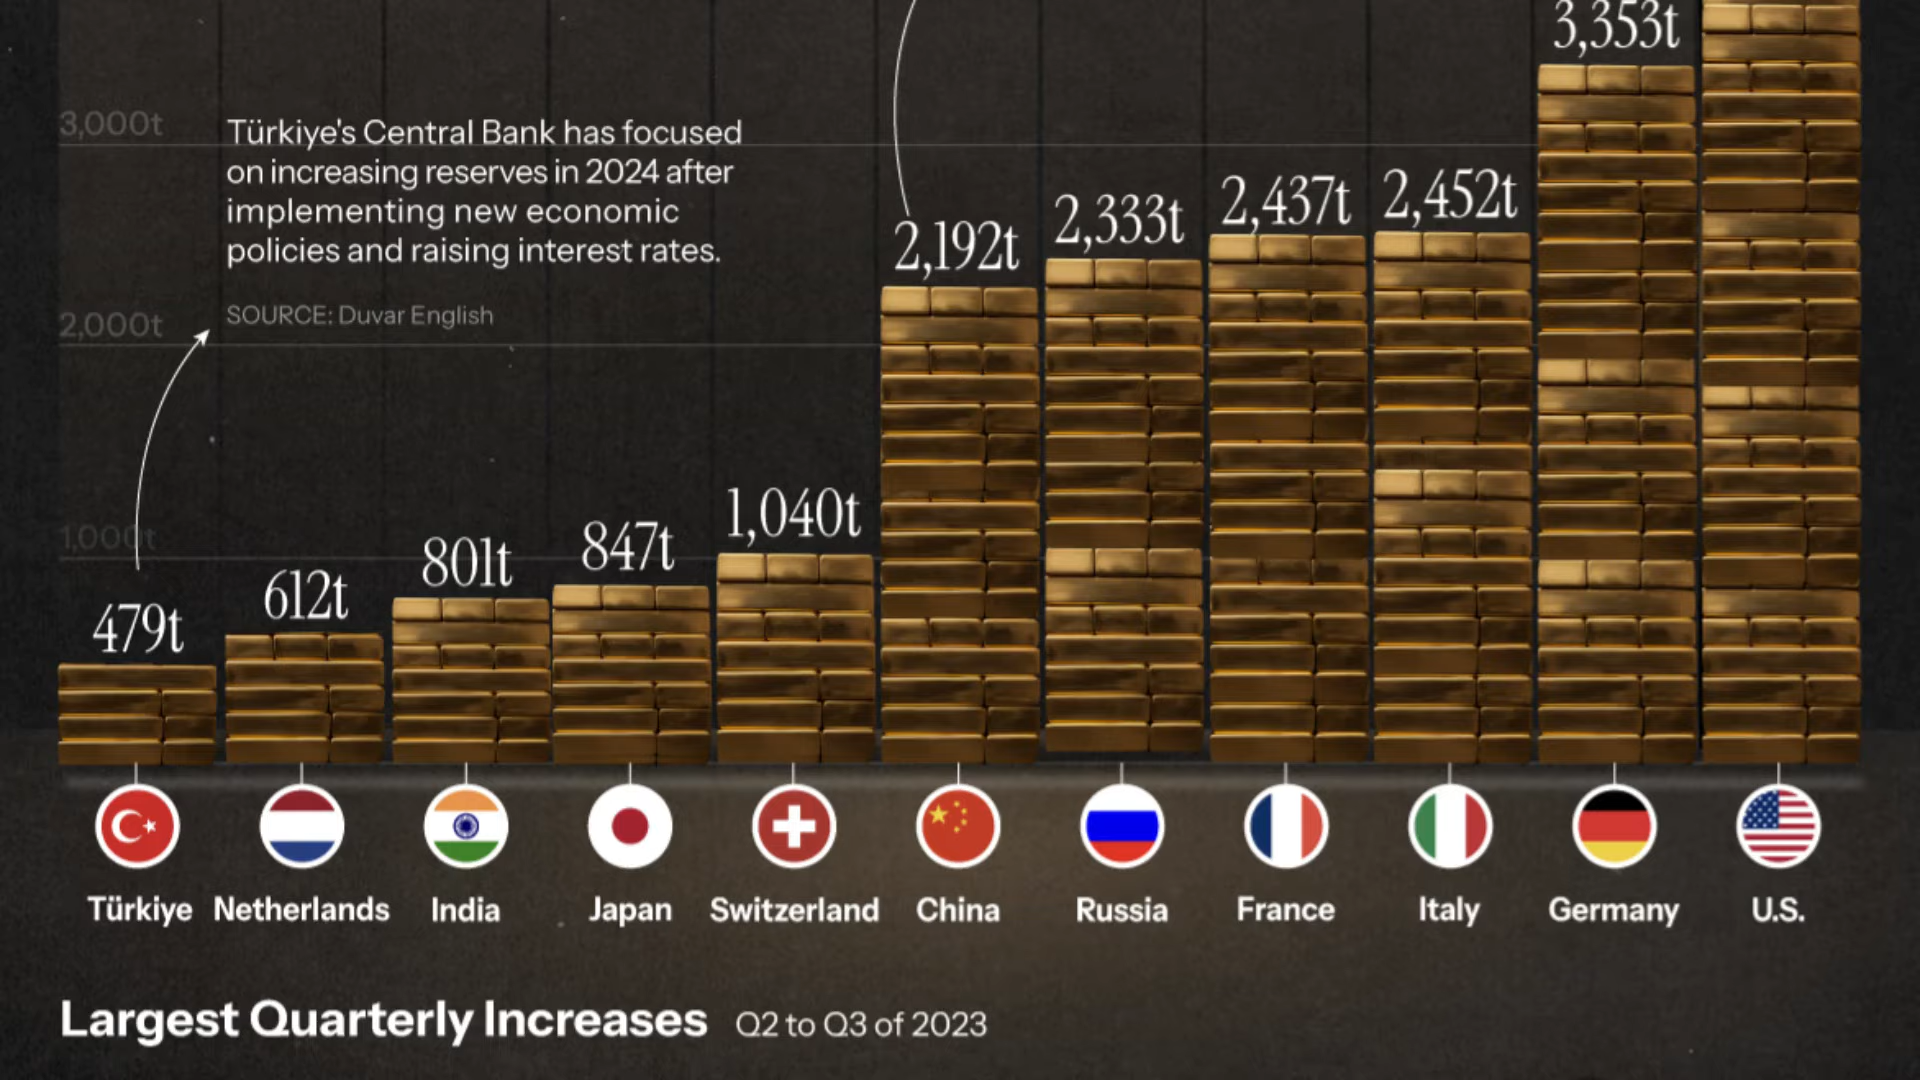 3,353t
3,000t
Türkiye's Central Bank has focused
on increasing reserves in 2024 after
implementing new economic
policies and raising interest rates.
SOURCE: Duvar English
2,000t
1,000t
479t
612t
801t
847t
1,040t
2,192t
2,333t
2,437t
2,452t
Türkiye
Netherlands
India
Japan
Switzerland
China
Russia
France
Italy
Germany
U.S.
Largest Quarterly Increases Q2 to Q3 of 2023